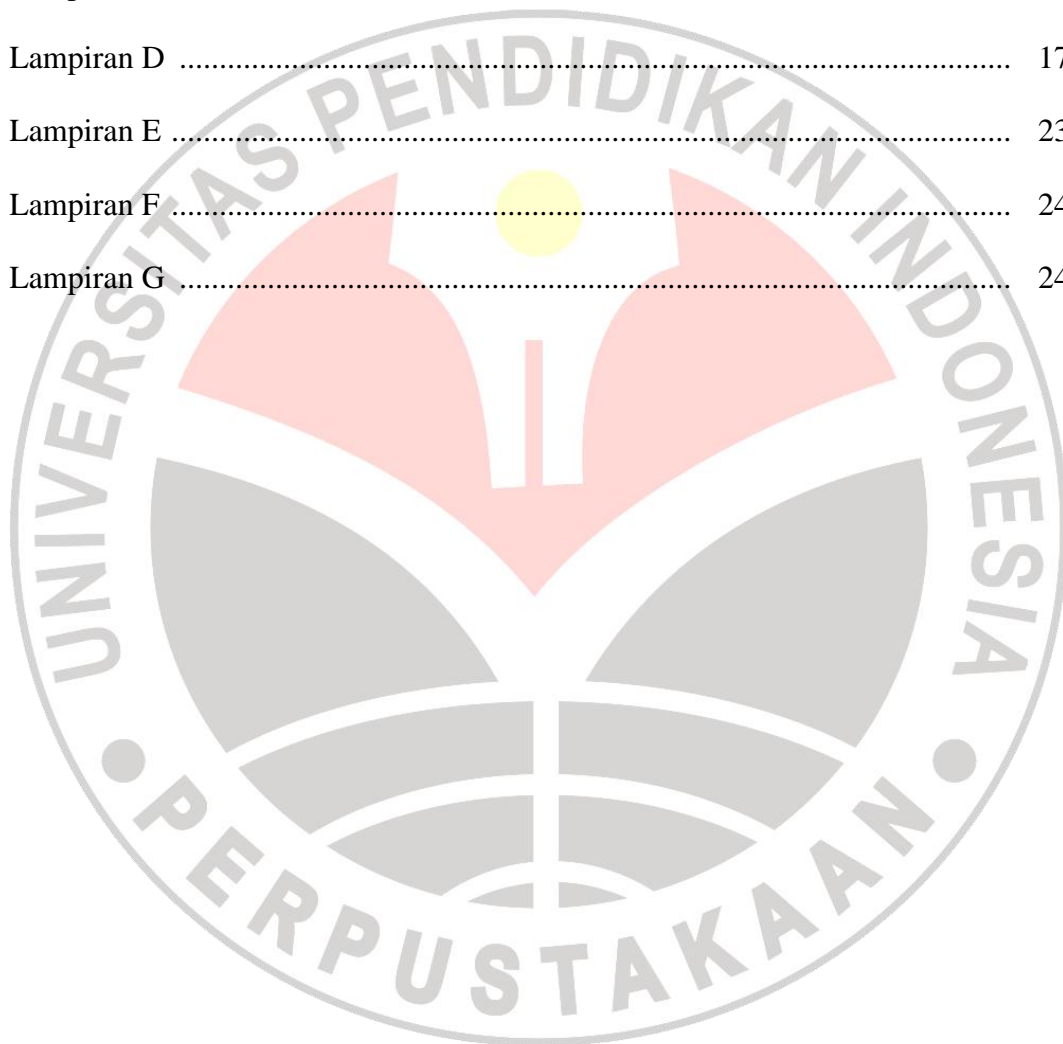 Lampiran D ........................................................................................................ 17
Lampiran E ........................................................................................................ 23
Lampiran F ........................................................................................................ 24
Lampiran G ........................................................................................................ 24
UNIVERSITAS PENDIDIKAN INDONESIA
PERPUSTAKAAN